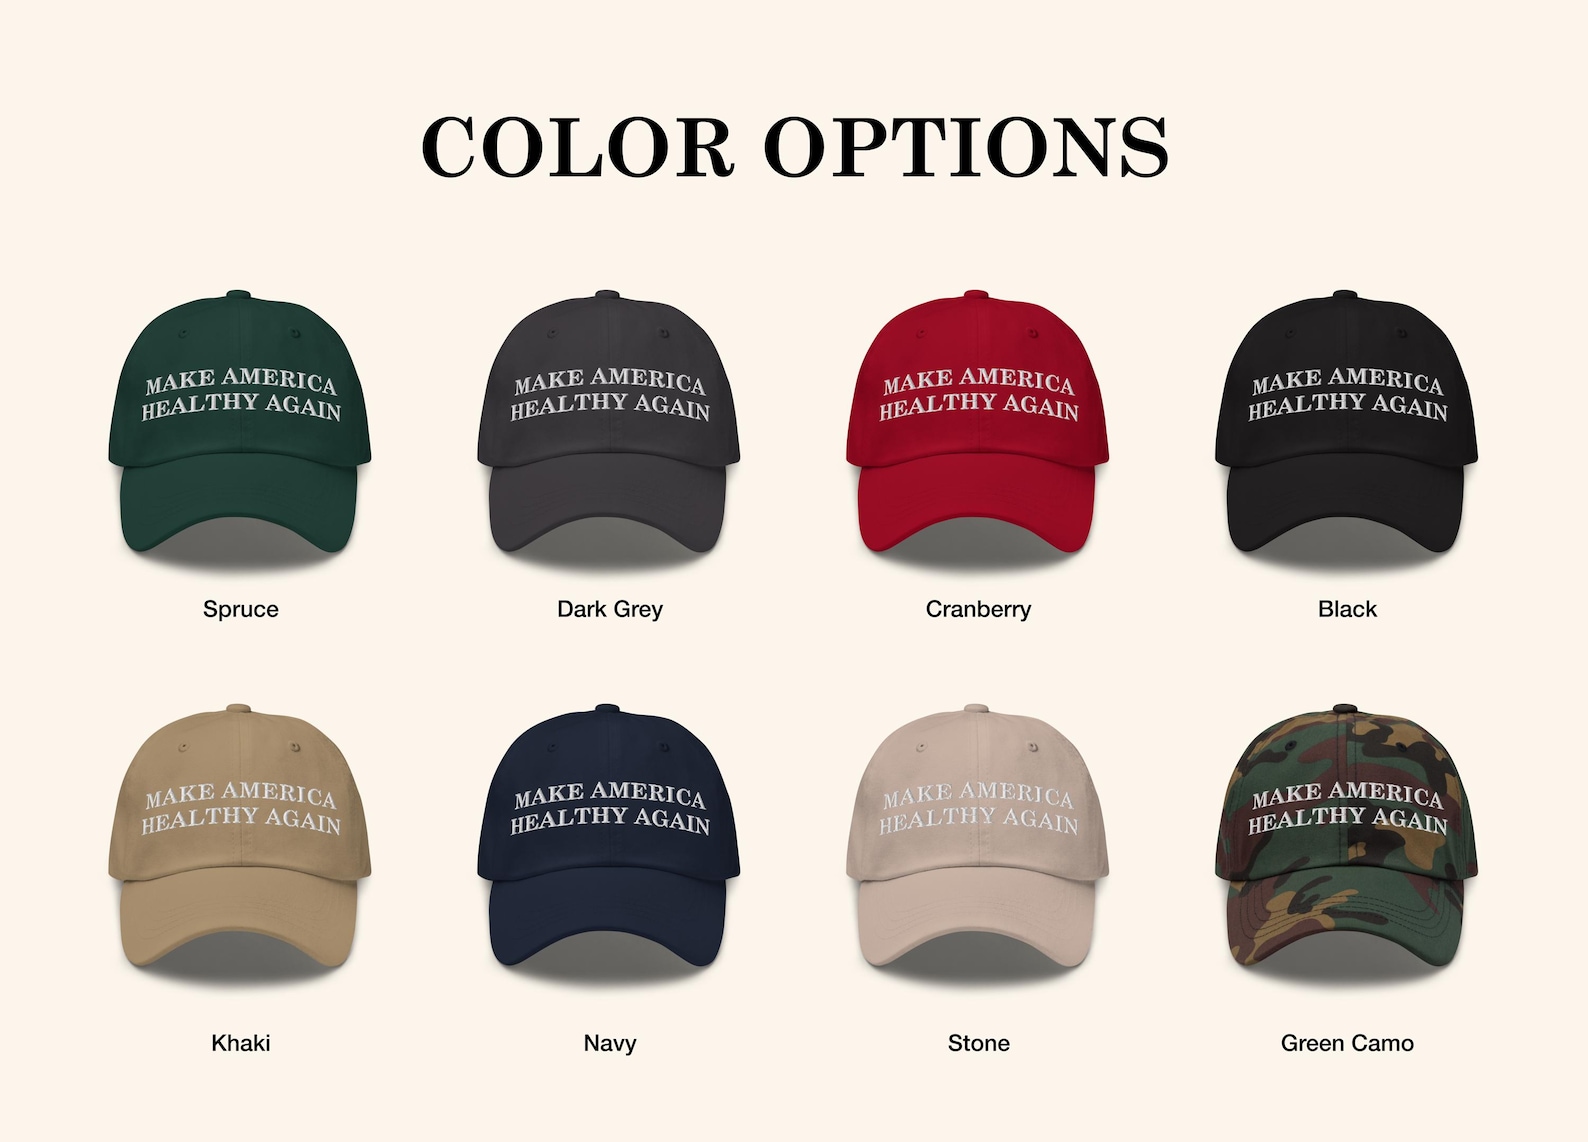 COLOR OPTIONS
MAKE AMERICA
HEALTHY AGAIN
MAKE AMERICA
HEALTHY AGAIN
MAKE AMERICA
HEALTHY AGAIN
MAKE AMERICA
HEALTHY AGAIN
Spruce
Dark Grey
Cranberry
Black
MAKE AMERICA
HEALTHY AGAIN
MAKE AMERICA
HEALTHY AGAIN
MAKE AMERICA
HEALTHY AGAIN
MAKE AMERICA
HEALTHY AGAIN
Khaki
Navy
Stone
Green Camo